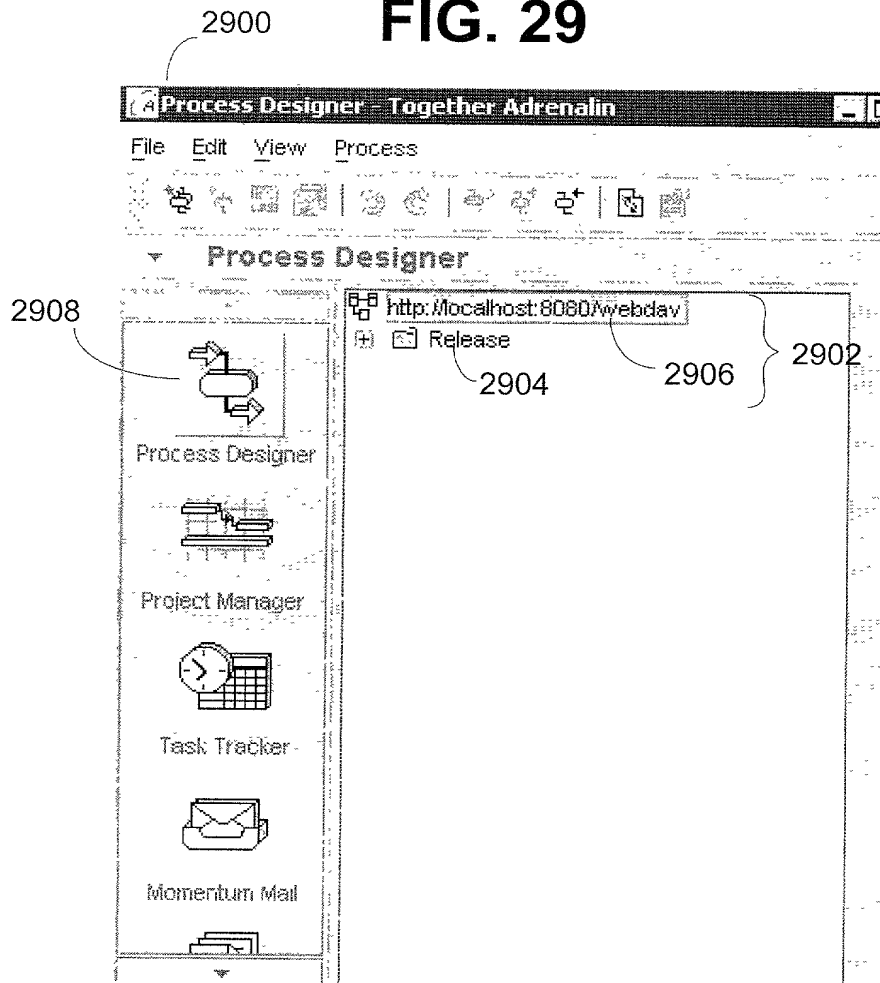 FIG. 29
2900
Process Designer - Together Adrenalin
File Edit View Process
Process Designer
2908
http://localhost:8080/webdav
Release
2902
2904
2906
Process Designer
Project Manager
Task Tracker
Momentum Mail